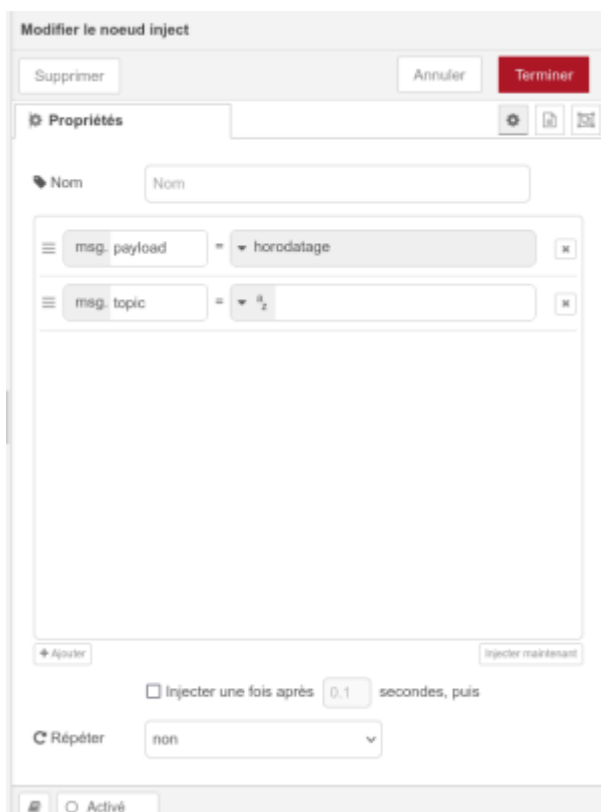 Modifier le noeud inject
Supprimer Annuler Terminer
Propriétés
Nom Nom
msg. payload = horodatage
msg. topic = az
Ajouter Injecter maintenant
Injecter une fois après 0.1 secondes, puis
Répéter non
Activé